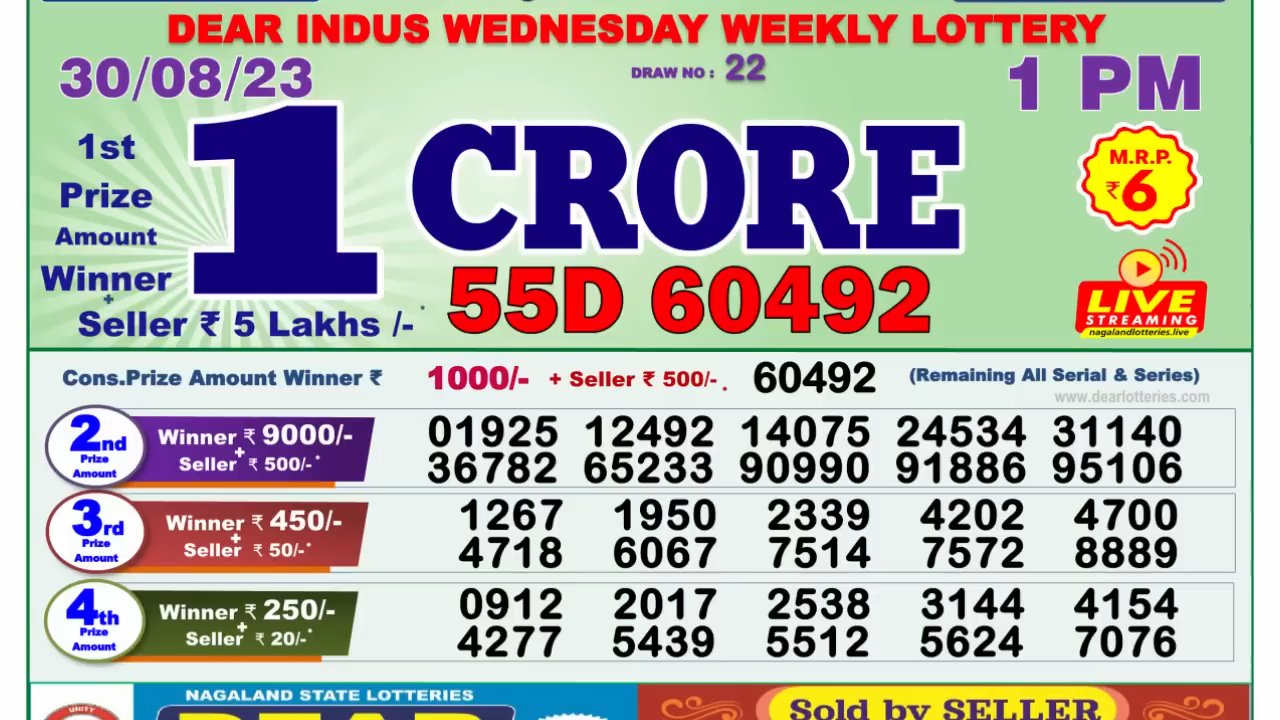 DEAR INDUS WEDNESDAY WEEKLY LOTTERY
30/08/23
DRAW NO : 22
1 PM
1st
Prize
Amount
Winner
+
Seller ₹ 5 Lakhs /-
1 CRORE
55D 60492
M.R.P.
₹6
LIVE
STREAMING
nagalandlotteries.live
Cons.Prize Amount Winner ₹ 1000/- + Seller ₹ 500/- . 60492 (Remaining All Serial & Series)
www.dearlotteries.com
2nd
Prize
Amount
Winner ₹ 9000/-
+
Seller ₹ 500/-*
01925 12492 14075 24534 31140
36782 65233 90990 91886 95106
3rd
Prize
Amount
Winner ₹ 450/-
+
Seller ₹ 50/-*
1267 1950 2339 4202 4700
4718 6067 7514 7572 8889
4th
Prize
Amount
Winner ₹ 250/-
+
Seller ₹ 20/-*
0912 2017 2538 3144 4154
4277 5439 5512 5624 7076
UNITY
NAGALAND STATE LOTTERIES
DEAR
Sold by SELLER